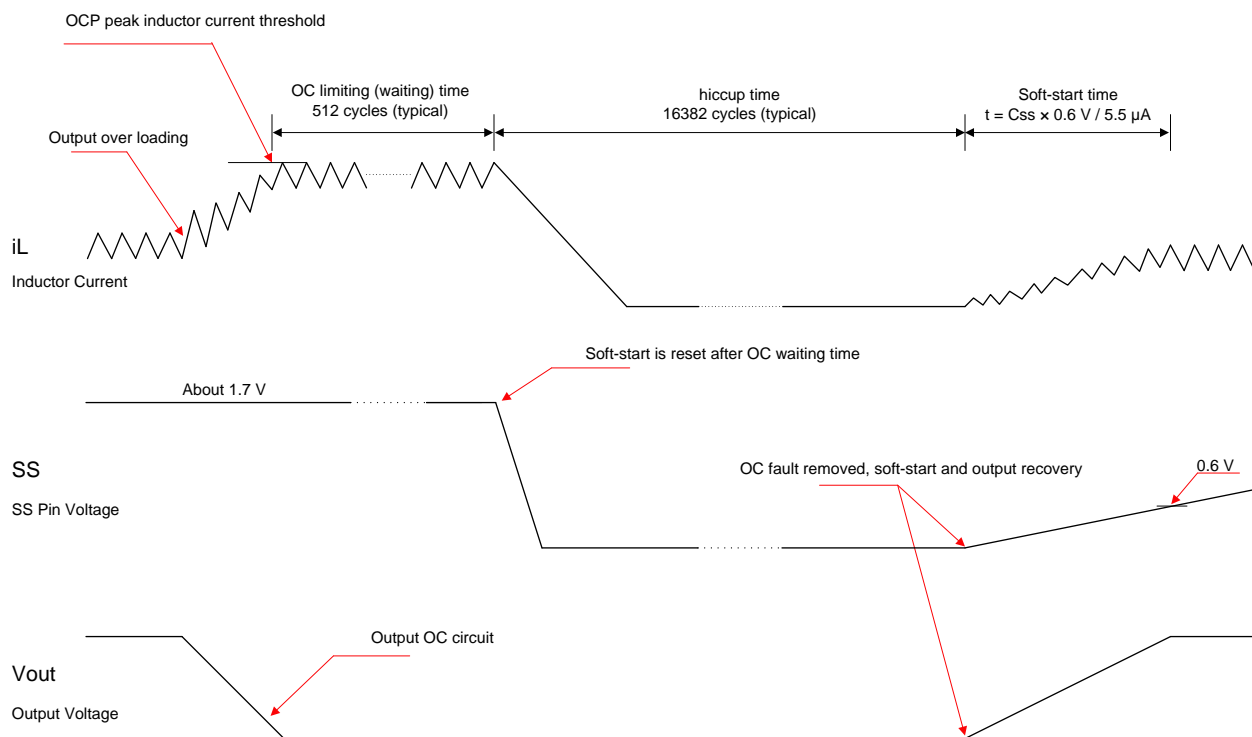 OCP peak inductor current threshold
OC limiting (waiting) time
512 cycles (typical)
hiccup time
16382 cycles (typical)
Soft-start time
t = Css × 0.6 V / 5.5 µA
Output over loading
iL
Inductor Current
Soft-start is reset after OC waiting time
About 1.7 V
SS
SS Pin Voltage
OC fault removed, soft-start and output recovery
0.6 V
Output OC circuit
Vout
Output Voltage